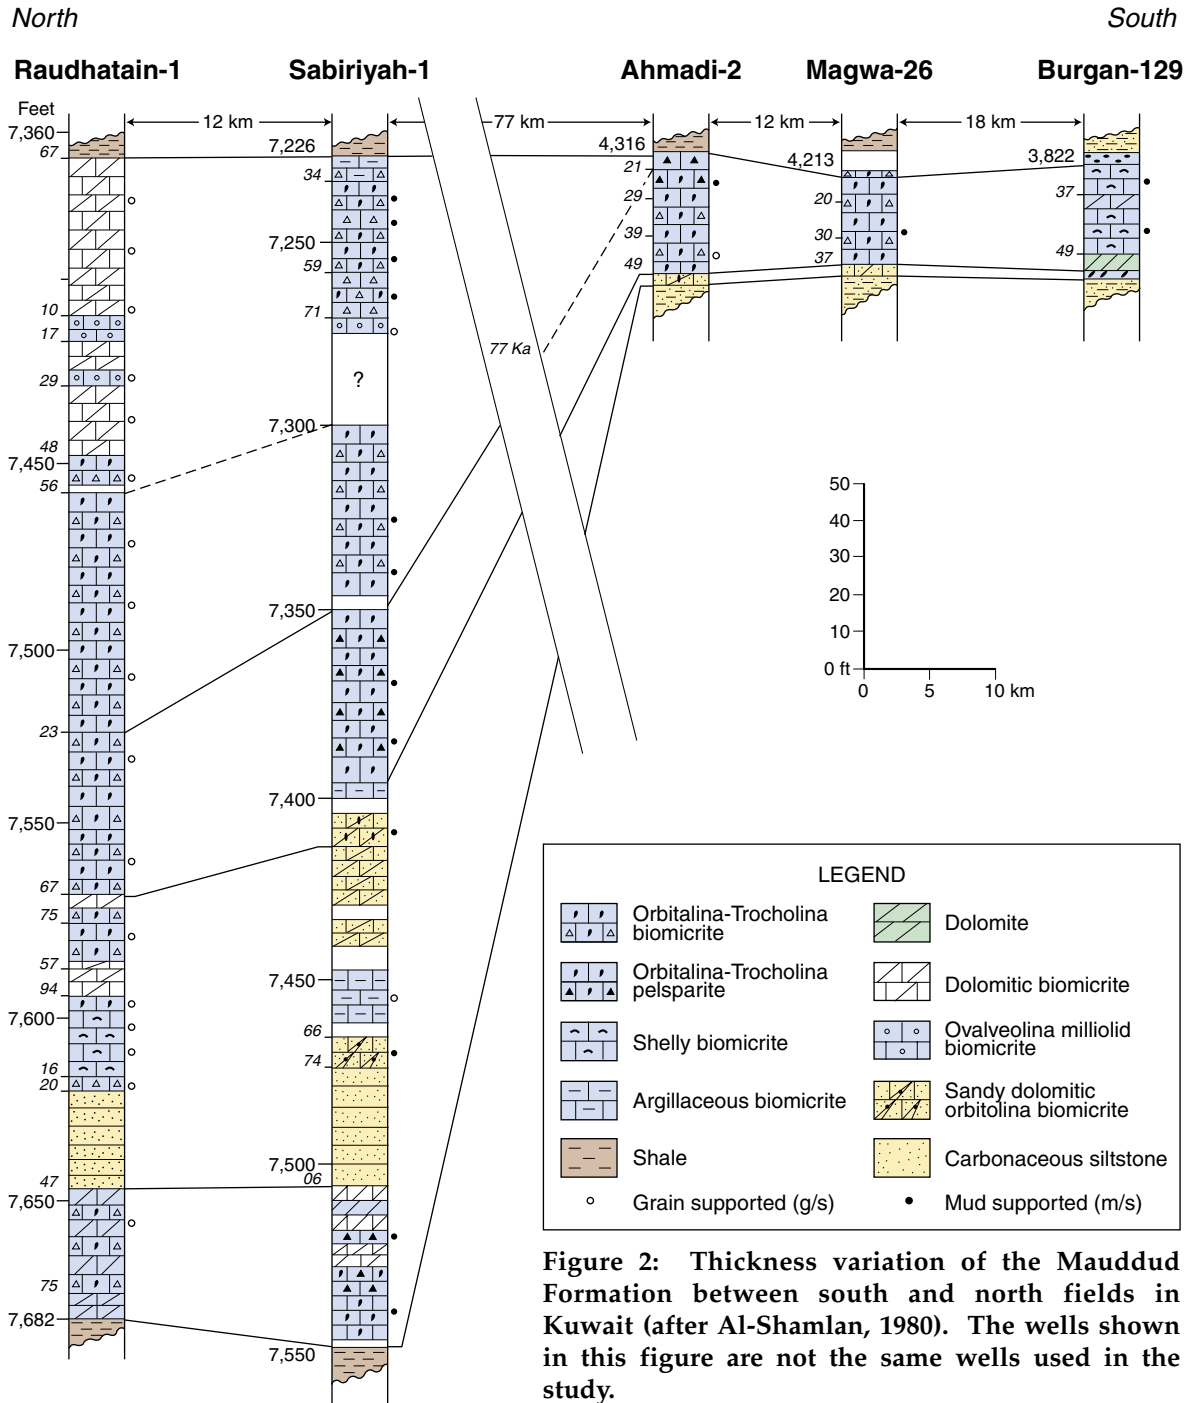 North
South
Raudhatain-1
Sabiriyah-1
Ahmadi-2
Magwa-26
Burgan-129
Feet
12 km
77 km
12 km
18 km
7,360
67
10
17
29
48
7,450
56
7,500
23
7,550
67
75
57
94
7,600
16
20
47
7,650
75
7,682
7,226
34
7,250
59
71
?
7,300
7,350
7,400
7,450
66
74
7,500
06
7,550
77 Ka
4,316
21
29
39
49
4,213
20
30
37
3,822
37
49
50
40
30
20
10
0 ft
0
5
10 km
LEGEND
Orbitalina-Trocholina
biomicrite
Orbitalina-Trocholina
pelsparite
Shelly biomicrite
Argillaceous biomicrite
Shale
Grain supported (g/s)
Dolomite
Dolomitic biomicrite
Ovalveolina milliolid
biomicrite
Sandy dolomitic
orbitolina biomicrite
Carbonaceous siltstone
Mud supported (m/s)
Figure 2: Thickness variation of the Mauddud
Formation between south and north fields in
Kuwait (after Al-Shamlan, 1980). The wells shown
in this figure are not the same wells used in the
study.